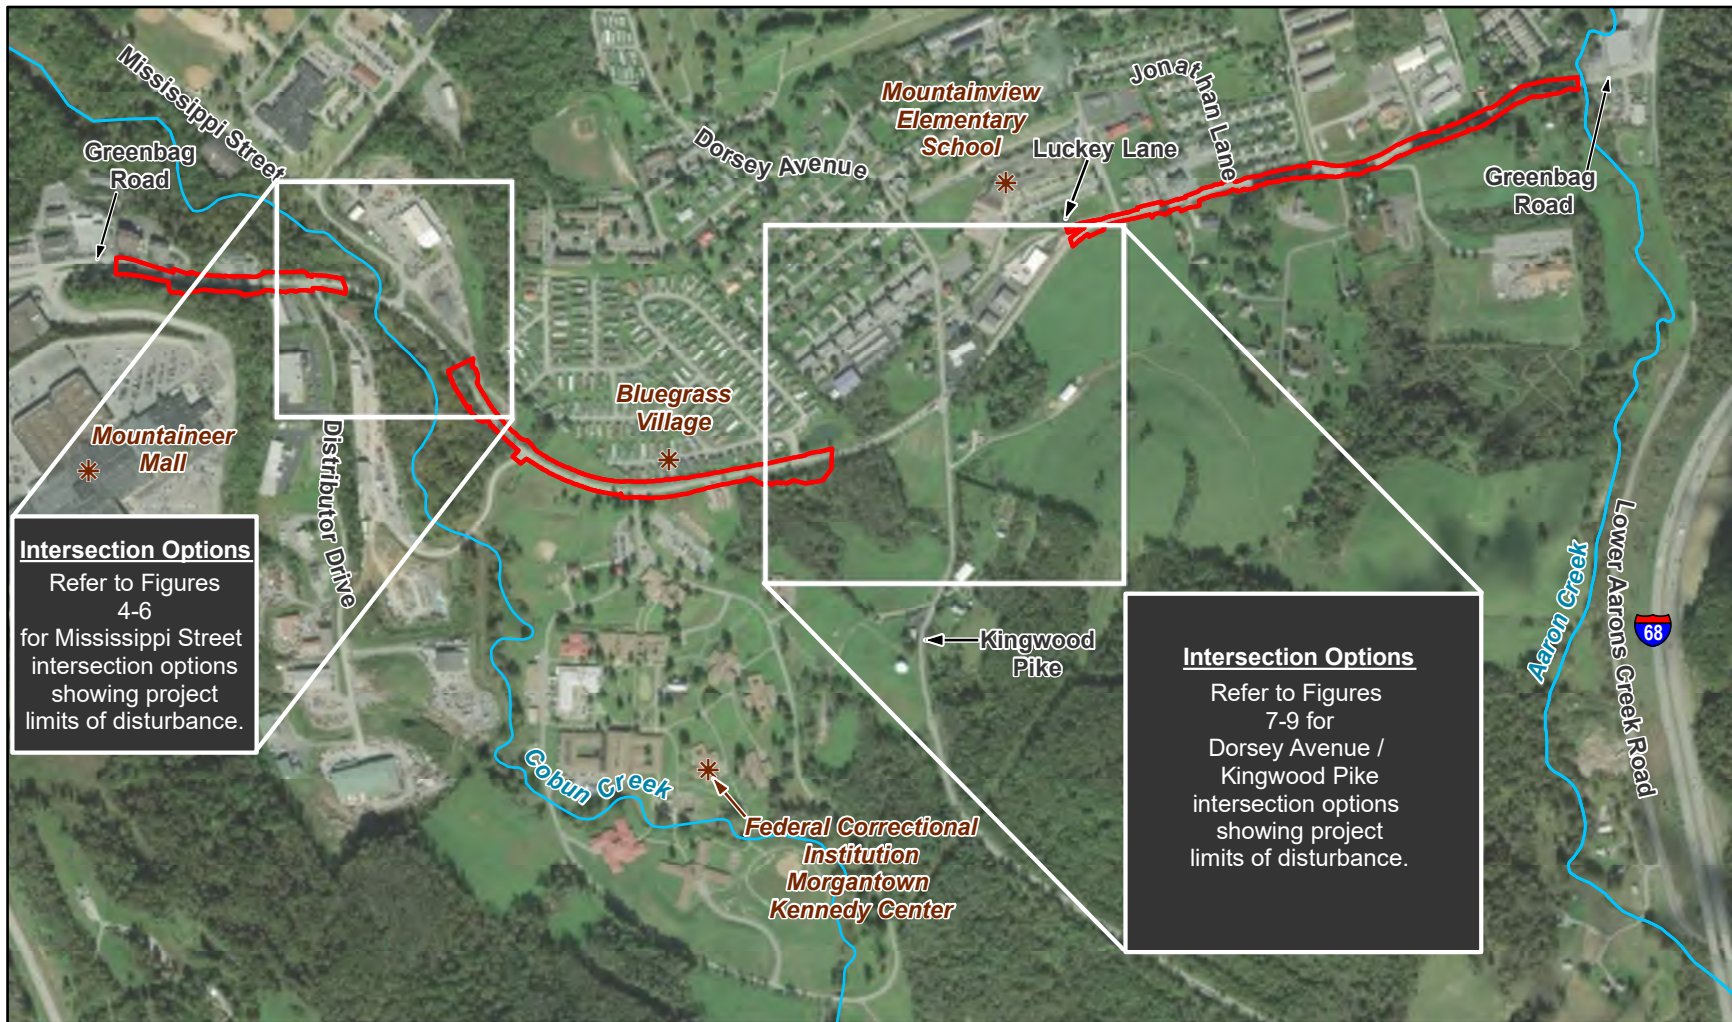 Mississippi Street
Greenbag
Road
Mountainview
Elementary
School
Dorsey Avenue
Luckey Lane
Jonathan Lane
Greenbag
Road
Bluegrass
Village
Mountaineer
Mall
Distributor Drive
Intersection Options
Refer to Figures
4-6
for Mississippi Street
intersection options
showing project
limits of disturbance.
Kingwood
Pike
Cobun Creek
Federal Correctional
Institution
Morgantown
Kennedy Center
Intersection Options
Refer to Figures
7-9 for
Dorsey Avenue /
Kingwood Pike
intersection options
showing project
limits of disturbance.
Aaron Creek
Lower Aarons Creek Road
68